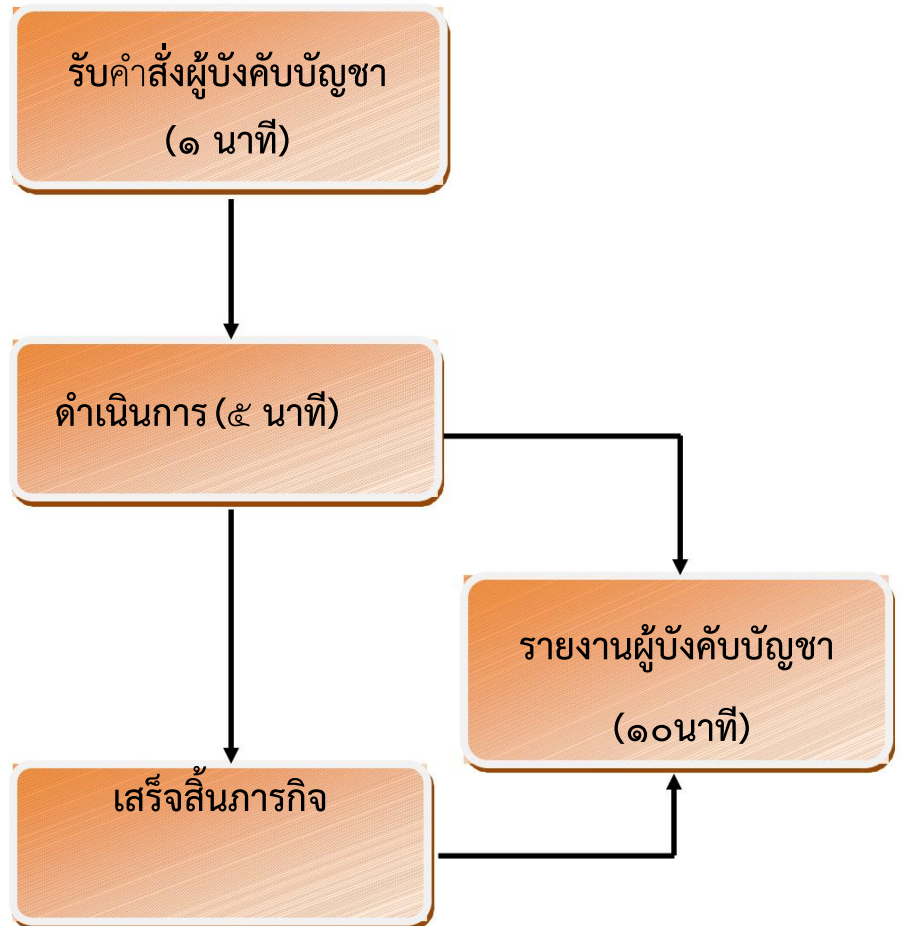 รับคำสั่งผู้บังคับบัญชา
(๑ นาที)
ดำเนินการ (๕ นาที)
รายงานผู้บังคับบัญชา
(๑๐นาที)
เสร็จสิ้นภารกิจ